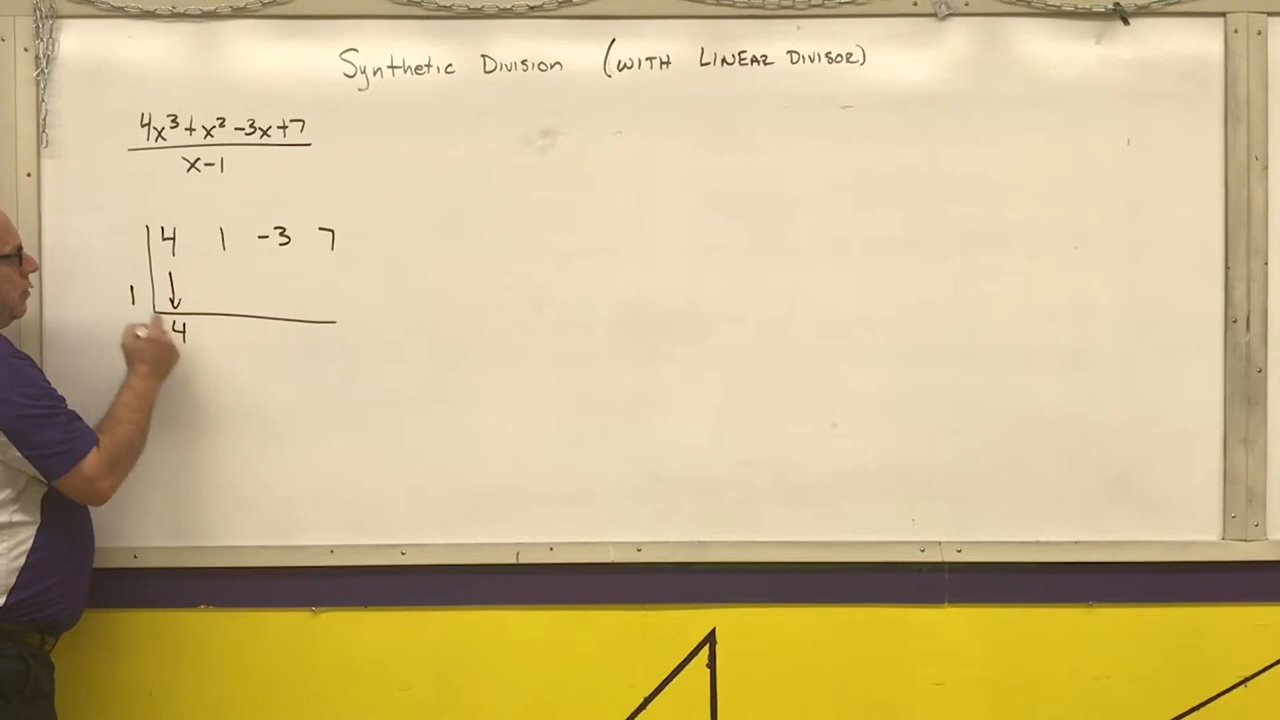 Synthetic Division (WITH LINEAR DIVISOR)
4x³+x²-3x+7
x-1
4 1 -3 7
1
4